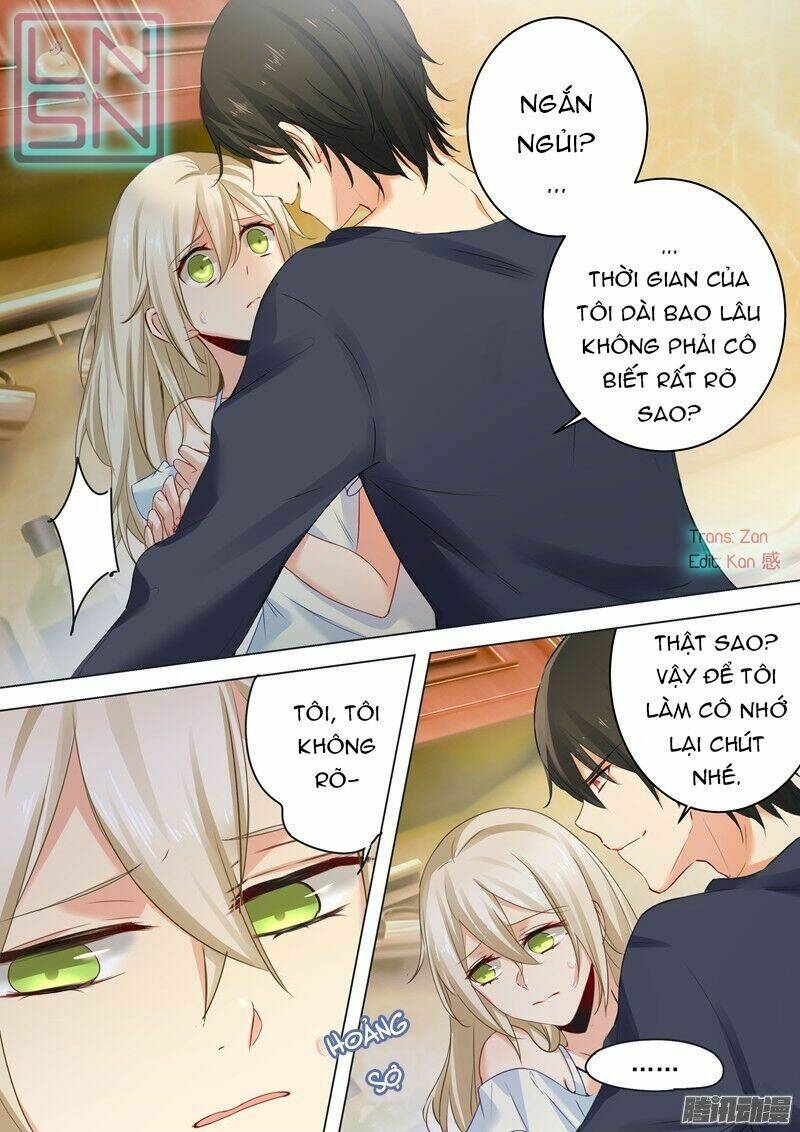 LN
SN
NGẮN
NGỦI?
...
...
THỜI GIAN CỦA
TÔI DÀI BAO LÂU
KHÔNG PHẢI CÔ
BIẾT RẤT RÕ
SAO?
Trans: Zan
Edit: Kan 感
TÔI, TÔI
KHÔNG
RÕ-
THẬT SAO?
VẬY ĐỂ TÔI
LÀM CÔ NHỚ
LẠI CHÚT
NHÉ.
HOẢNG
SỢ
......
腾讯动漫